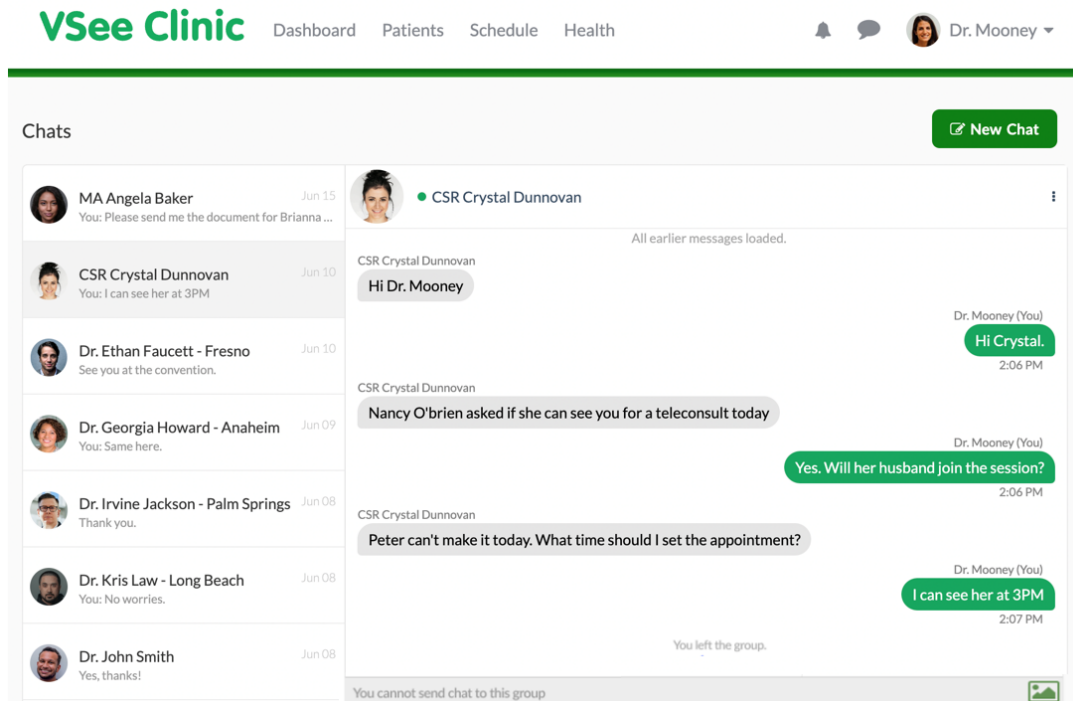 VSee Clinic Dashboard Patients Schedule Health Dr. Mooney
Chats
New Chat
MA Angela Baker Jun 15
You: Please send me the document for Brianna ...
CSR Crystal Dunnovan Jun 10
You: I can see her at 3PM
Dr. Ethan Faucett - Fresno Jun 10
See you at the convention.
Dr. Georgia Howard - Anaheim Jun 09
You: Same here.
Dr. Irvine Jackson - Palm Springs Jun 08
Thank you.
Dr. Kris Law - Long Beach Jun 08
You: No worries.
Dr. John Smith Jun 08
Yes, thanks!
CSR Crystal Dunnovan
All earlier messages loaded.
CSR Crystal Dunnovan
Hi Dr. Mooney
Dr. Mooney (You)
Hi Crystal.
2:06 PM
CSR Crystal Dunnovan
Nancy O'brien asked if she can see you for a teleconsult today
Dr. Mooney (You)
Yes. Will her husband join the session?
2:06 PM
CSR Crystal Dunnovan
Peter can't make it today. What time should I set the appointment?
Dr. Mooney (You)
I can see her at 3PM
2:07 PM
You left the group.
You cannot send chat to this group